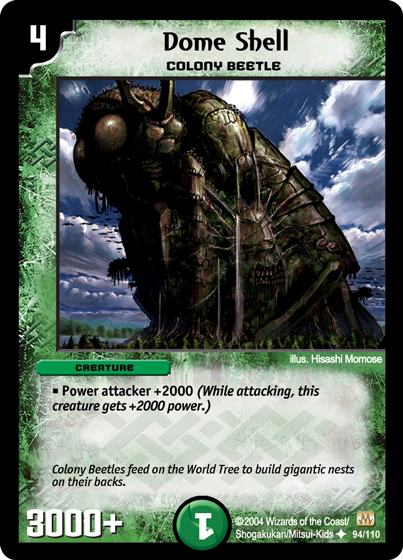 4
Dome Shell
COLONY BEETLE
illus. Hisashi Momose
CREATURE
▪ Power attacker +2000 (While attacking, this
creature gets +2000 power.)
Colony Beetles feed on the World Tree to build gigantic nests
on their backs.
3000+
1
©2004 Wizards of the Coast/
Shogakukan/Mitsui-Kids ✦ 94/110